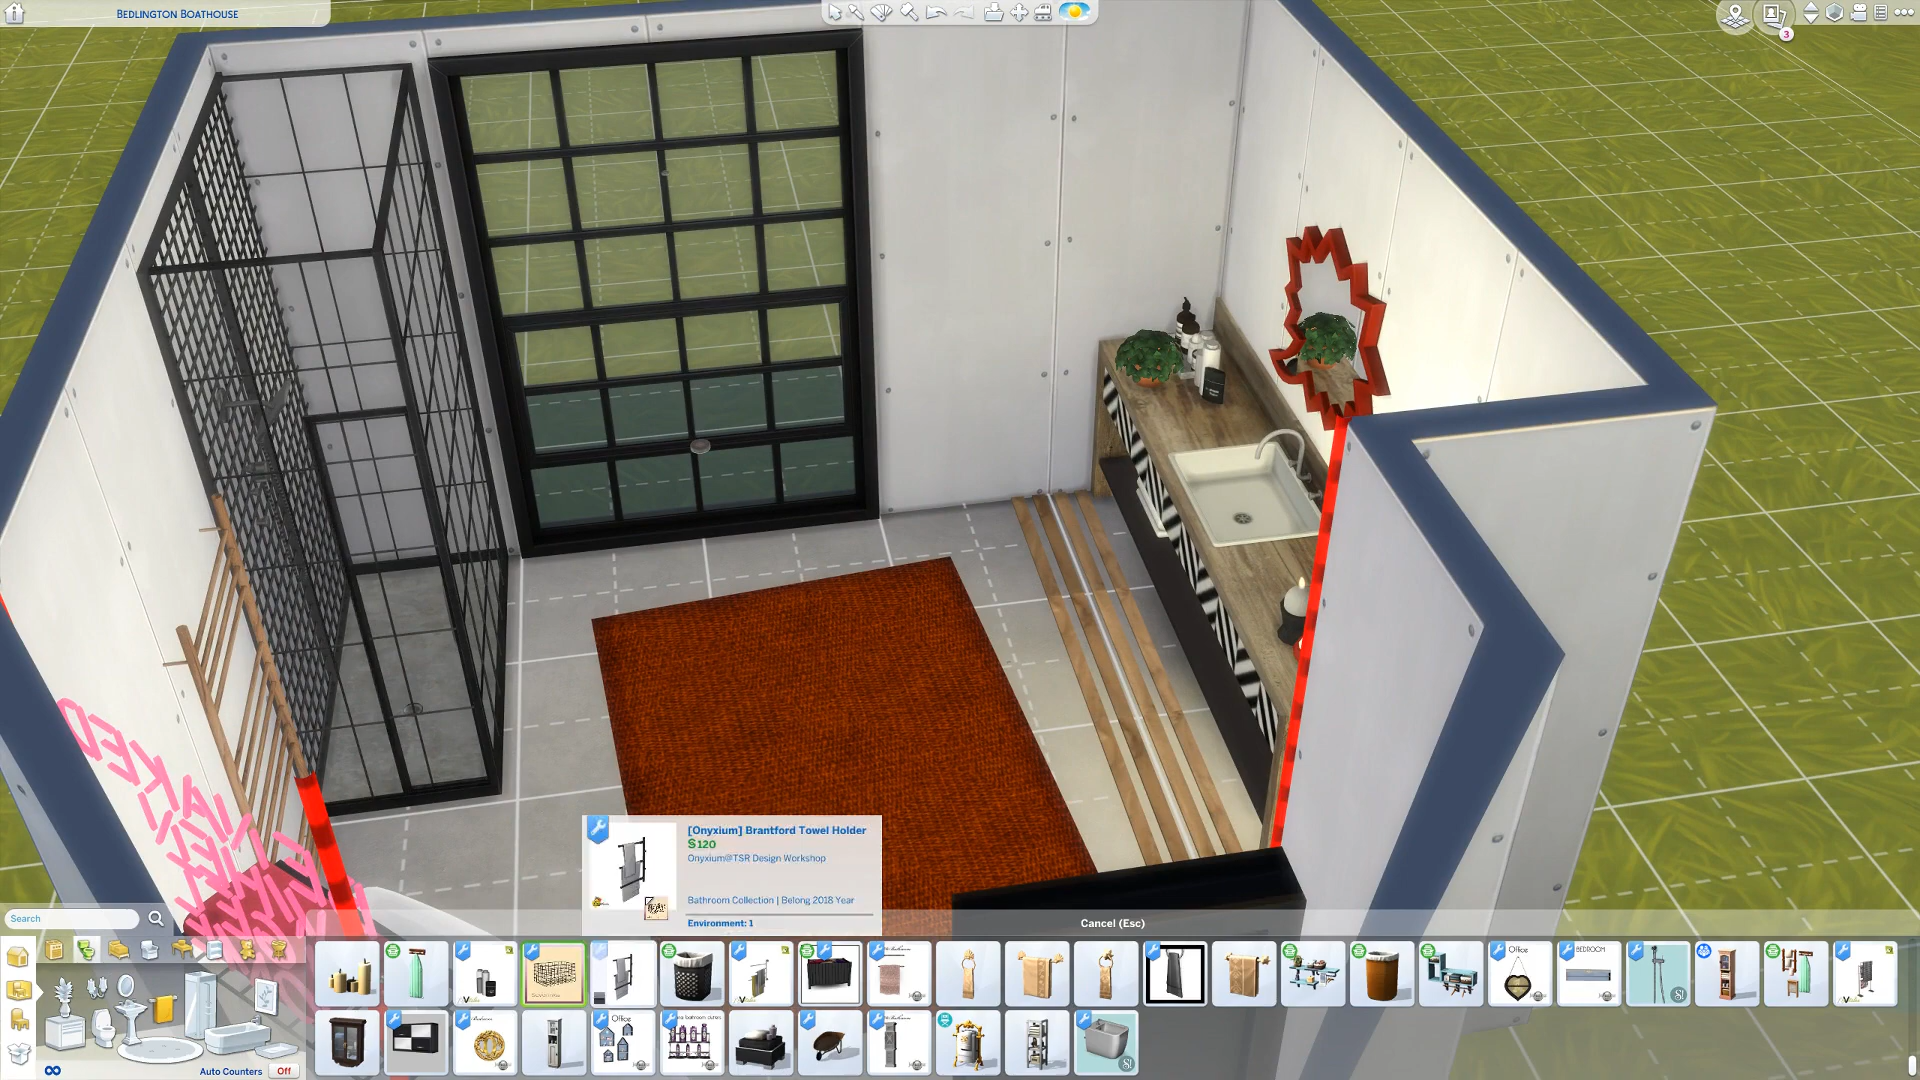 BEDLINGTON BOATHOUSE
3
[Onyxium] Brantford Towel Holder
§120
Onyxium@TSR Design Workshop
Bathroom Collection | Belong 2018 Year
Environment: 1
Cancel (Esc)
Search
Office
BEDROOM
Office
Auto Counters
Off